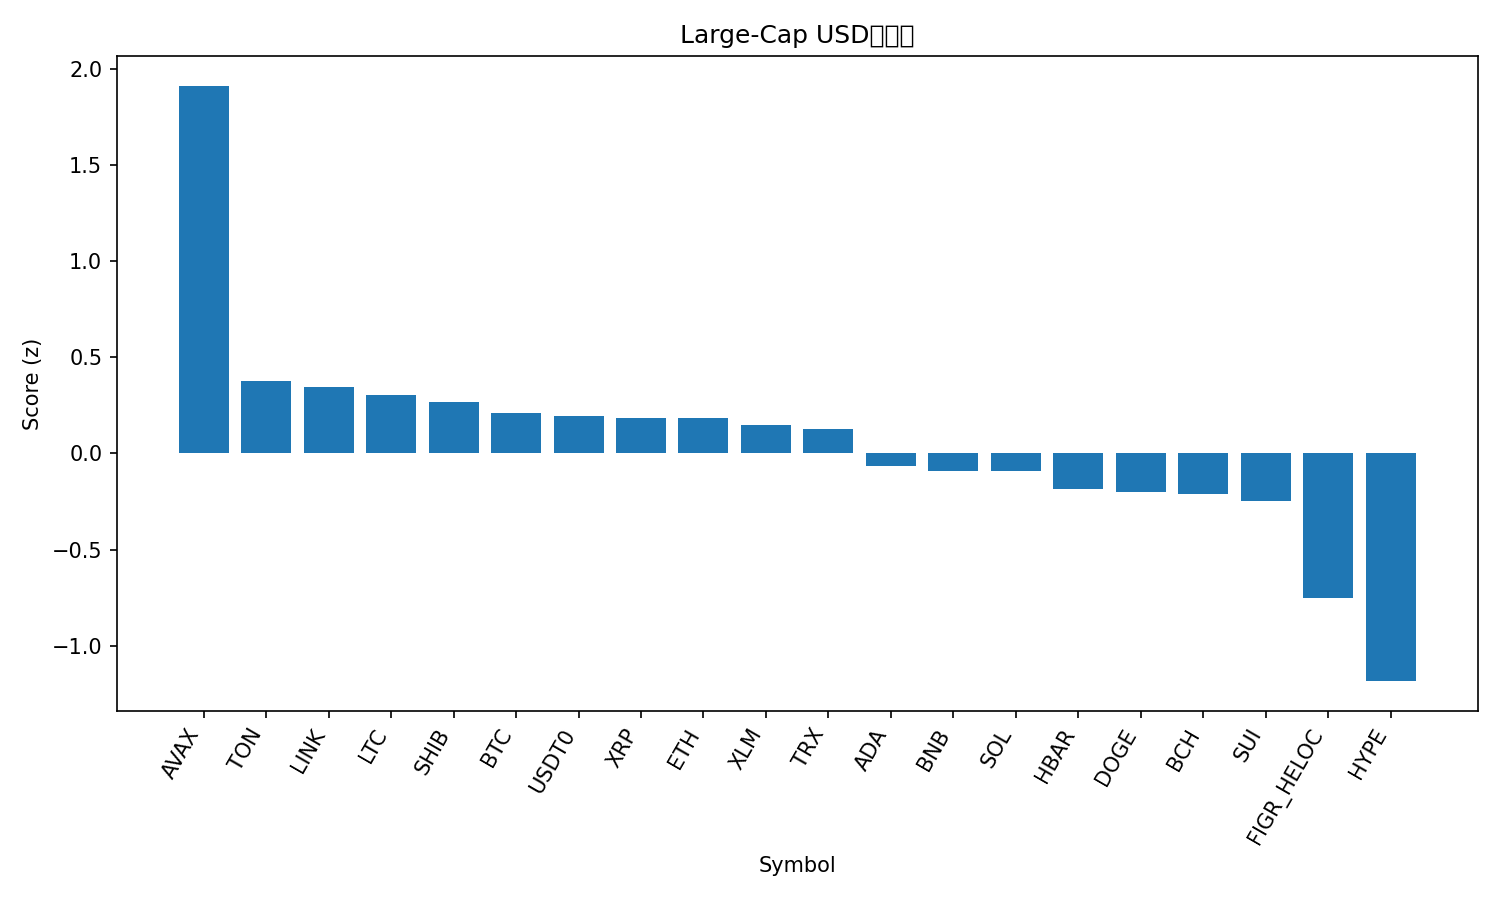 Large-Cap USD
Score (z)
2.0
1.5
1.0
0.5
0.0
−0.5
−1.0
AVAX
TON
LINK
LTC
SHIB
BTC
USDT0
XRP
ETH
XLM
TRX
ADA
BNB
SOL
HBAR
DOGE
BCH
SUI
FIGR_HELOC
HYPE
Symbol